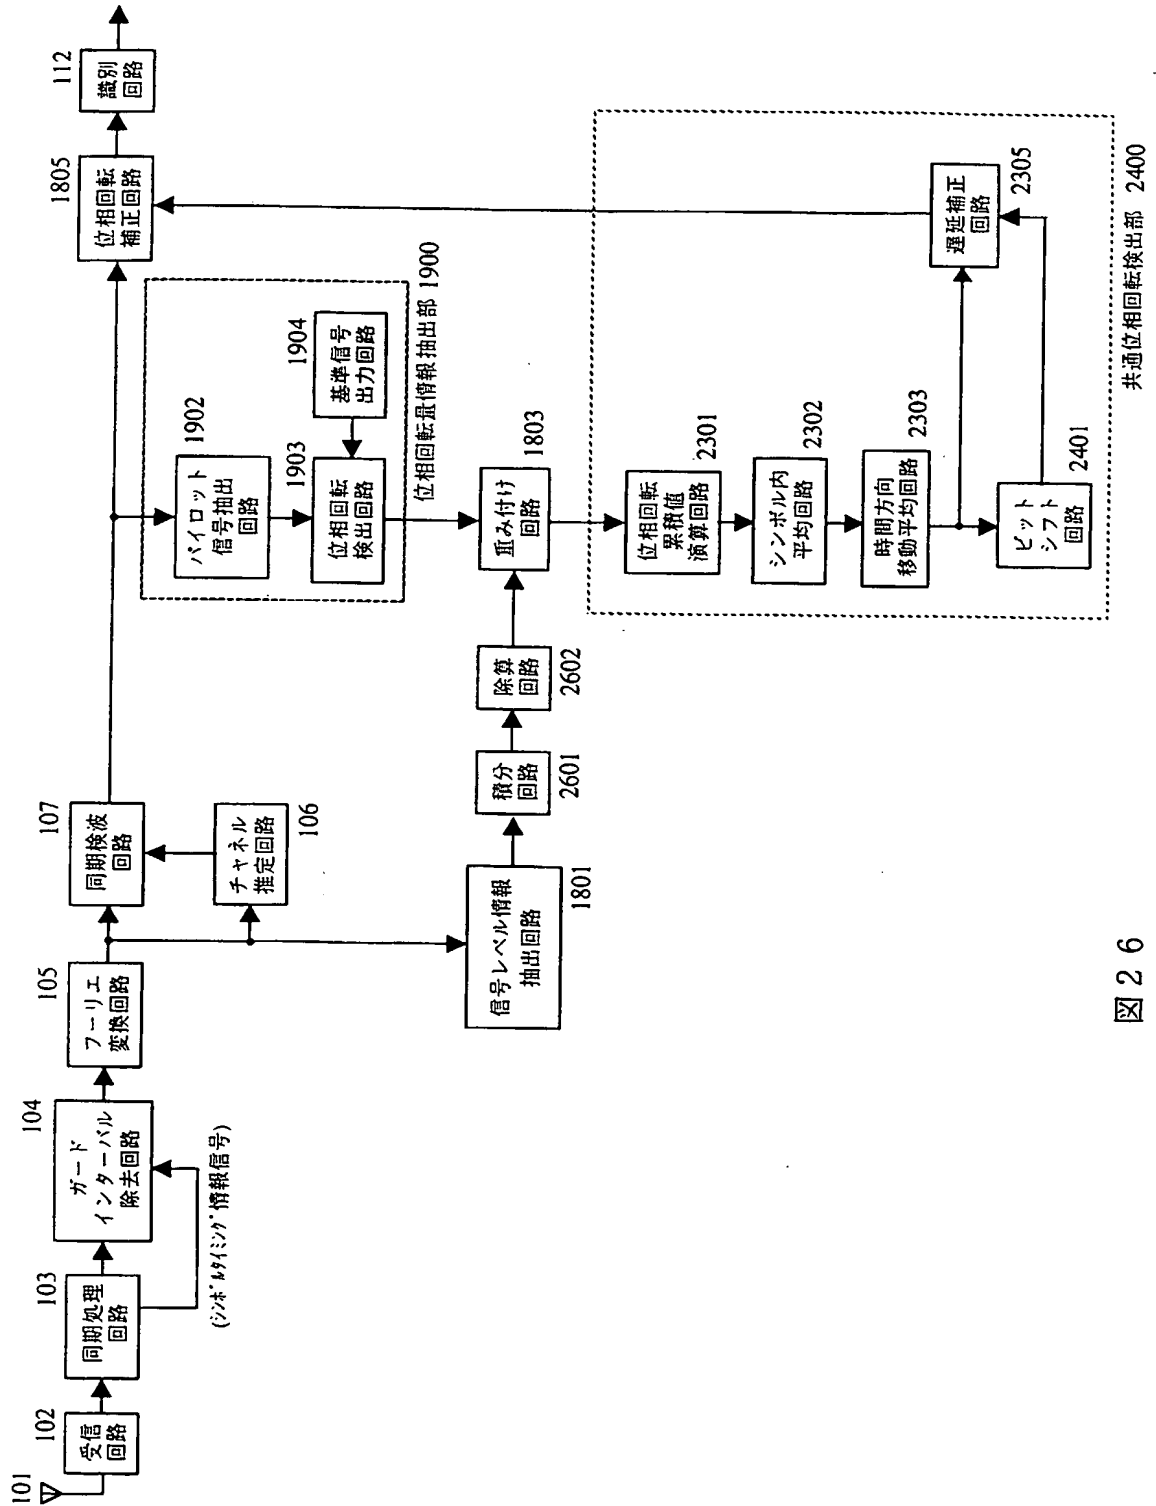 101
102
受信
回路
103
同期処理
回路
(シンボルタイミング情報信号)
104
ガード
インターバル
除去回路
105
フーリエ
変換回路
107
同期検波
回路
チャネル
推定回路
106
1805
位相回転
補正回路
112
識別
回路
1902
パイロット
信号抽出
回路
1903
位相回転
検出回路
1904
基準信号
出力回路
位相回転量情報抽出部 1900
信号レベル情報
抽出回路
1801
積分
回路
2601
除算
回路
2602
重み付け
回路
1803
位相回転
累積値
演算回路
2301
シンボル内
平均回路
2302
時間方向
移動平均回路
2303
ビット
シフト
回路
2401
遅延補正
回路
2305
共通位相回転検出部 2400
図26